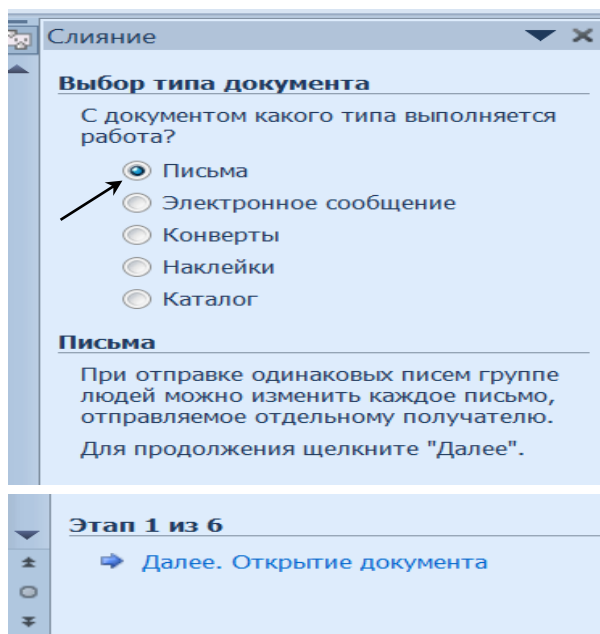 Слияние
Выбор типа документа
С документом какого типа выполняется
работа?
Письма
Электронное сообщение
Конверты
Наклейки
Каталог
Письма
При отправке одинаковых писем группе
людей можно изменить каждое письмо,
отправляемое отдельному получателю.
Для продолжения щелкните "Далее".
Этап 1 из 6
Далее. Открытие документа